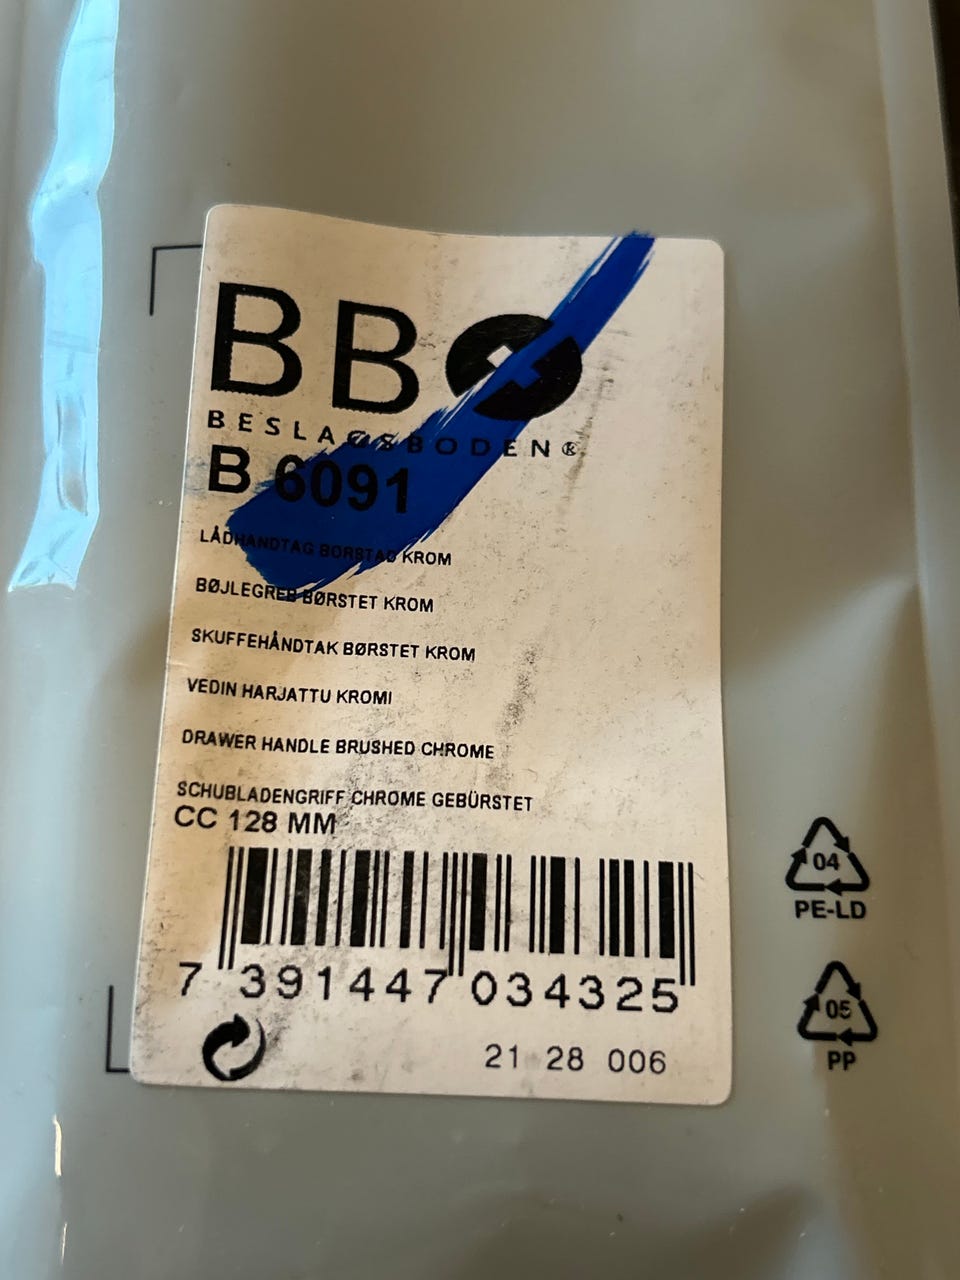 BB
BESLAGSBODEN®
B 6091
LÅDHANDTAG BORSTAD KROM
BØJLEGREB BØRSTET KROM
SKUFFEHÅNDTAK BØRSTET KROM
VEDIN HARJATTU KROMI
DRAWER HANDLE BRUSHED CHROME
SCHUBLADENGRIFF CHROME GEBÜRSTET
CC 128 MM
7 391447 034325
21 28 006
04
PE-LD
05
PP